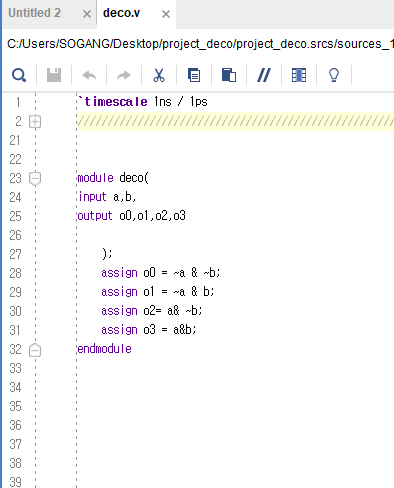 Untitled 2 × deco.v ×
C:/Users/SOGANG/Desktop/project_deco/project_deco.srcs/sources_1
1 `timescale 1ns / 1ps
2 ////////////////////////////////////////////////////
21
22
23 module deco(
24 input a,b,
25 output o0,o1,o2,o3
26
27 );
28 assign o0 = ~a & ~b;
29 assign o1 = ~a & b;
30 assign o2= a& ~b;
31 assign o3 = a&b;
32 endmodule
33
34
35
36
37
38
39